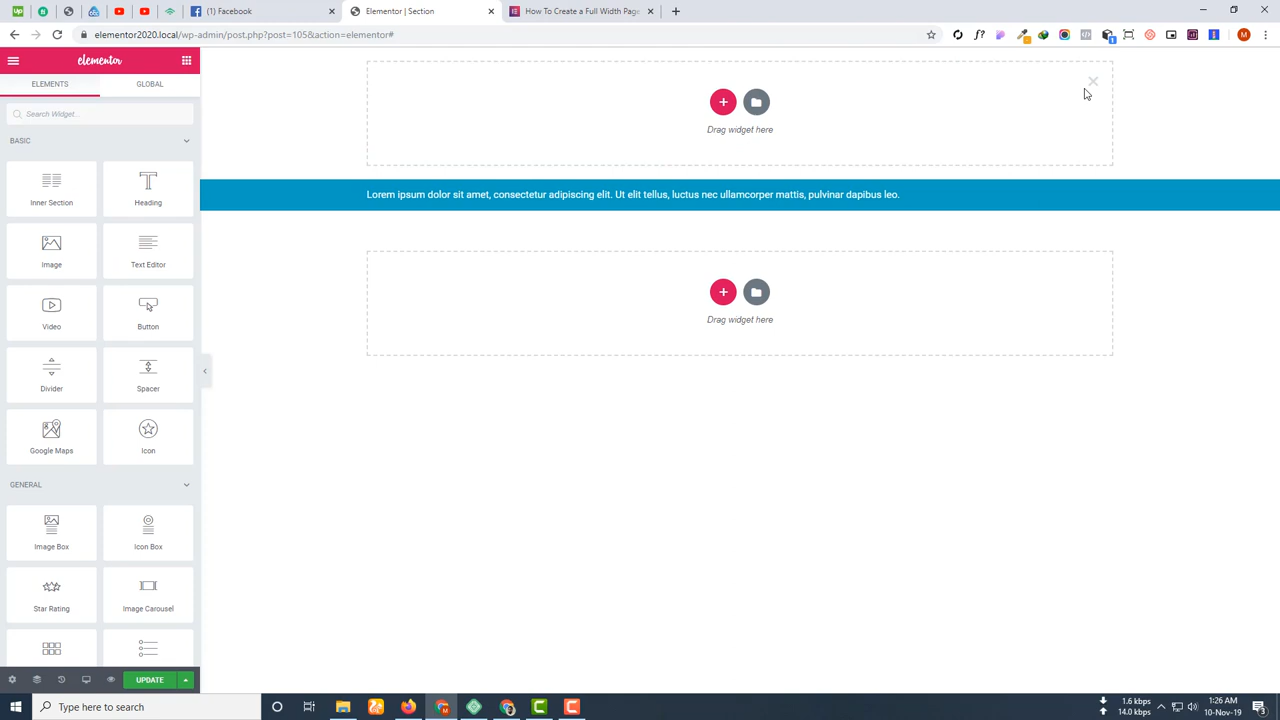 Facebook
Elementor | Section
How To Create a Full Width Page
elementor2020.local/wp-admin/post.php?post=105&action=elementor#
elementor
ELEMENTS
GLOBAL
Search Widget...
BASIC
Inner Section
Heading
Image
Text Editor
Video
Button
Divider
Spacer
Google Maps
Icon
GENERAL
Image Box
Icon Box
Star Rating
Image Carousel
UPDATE
Drag widget here
Lorem ipsum dolor sit amet, consectetur adipiscing elit. Ut elit tellus, luctus nec ullamcorper mattis, pulvinar dapibus leo.
Drag widget here
Type here to search
1.6 kbps
14.0 kbps
1:26 AM
10-Nov-19